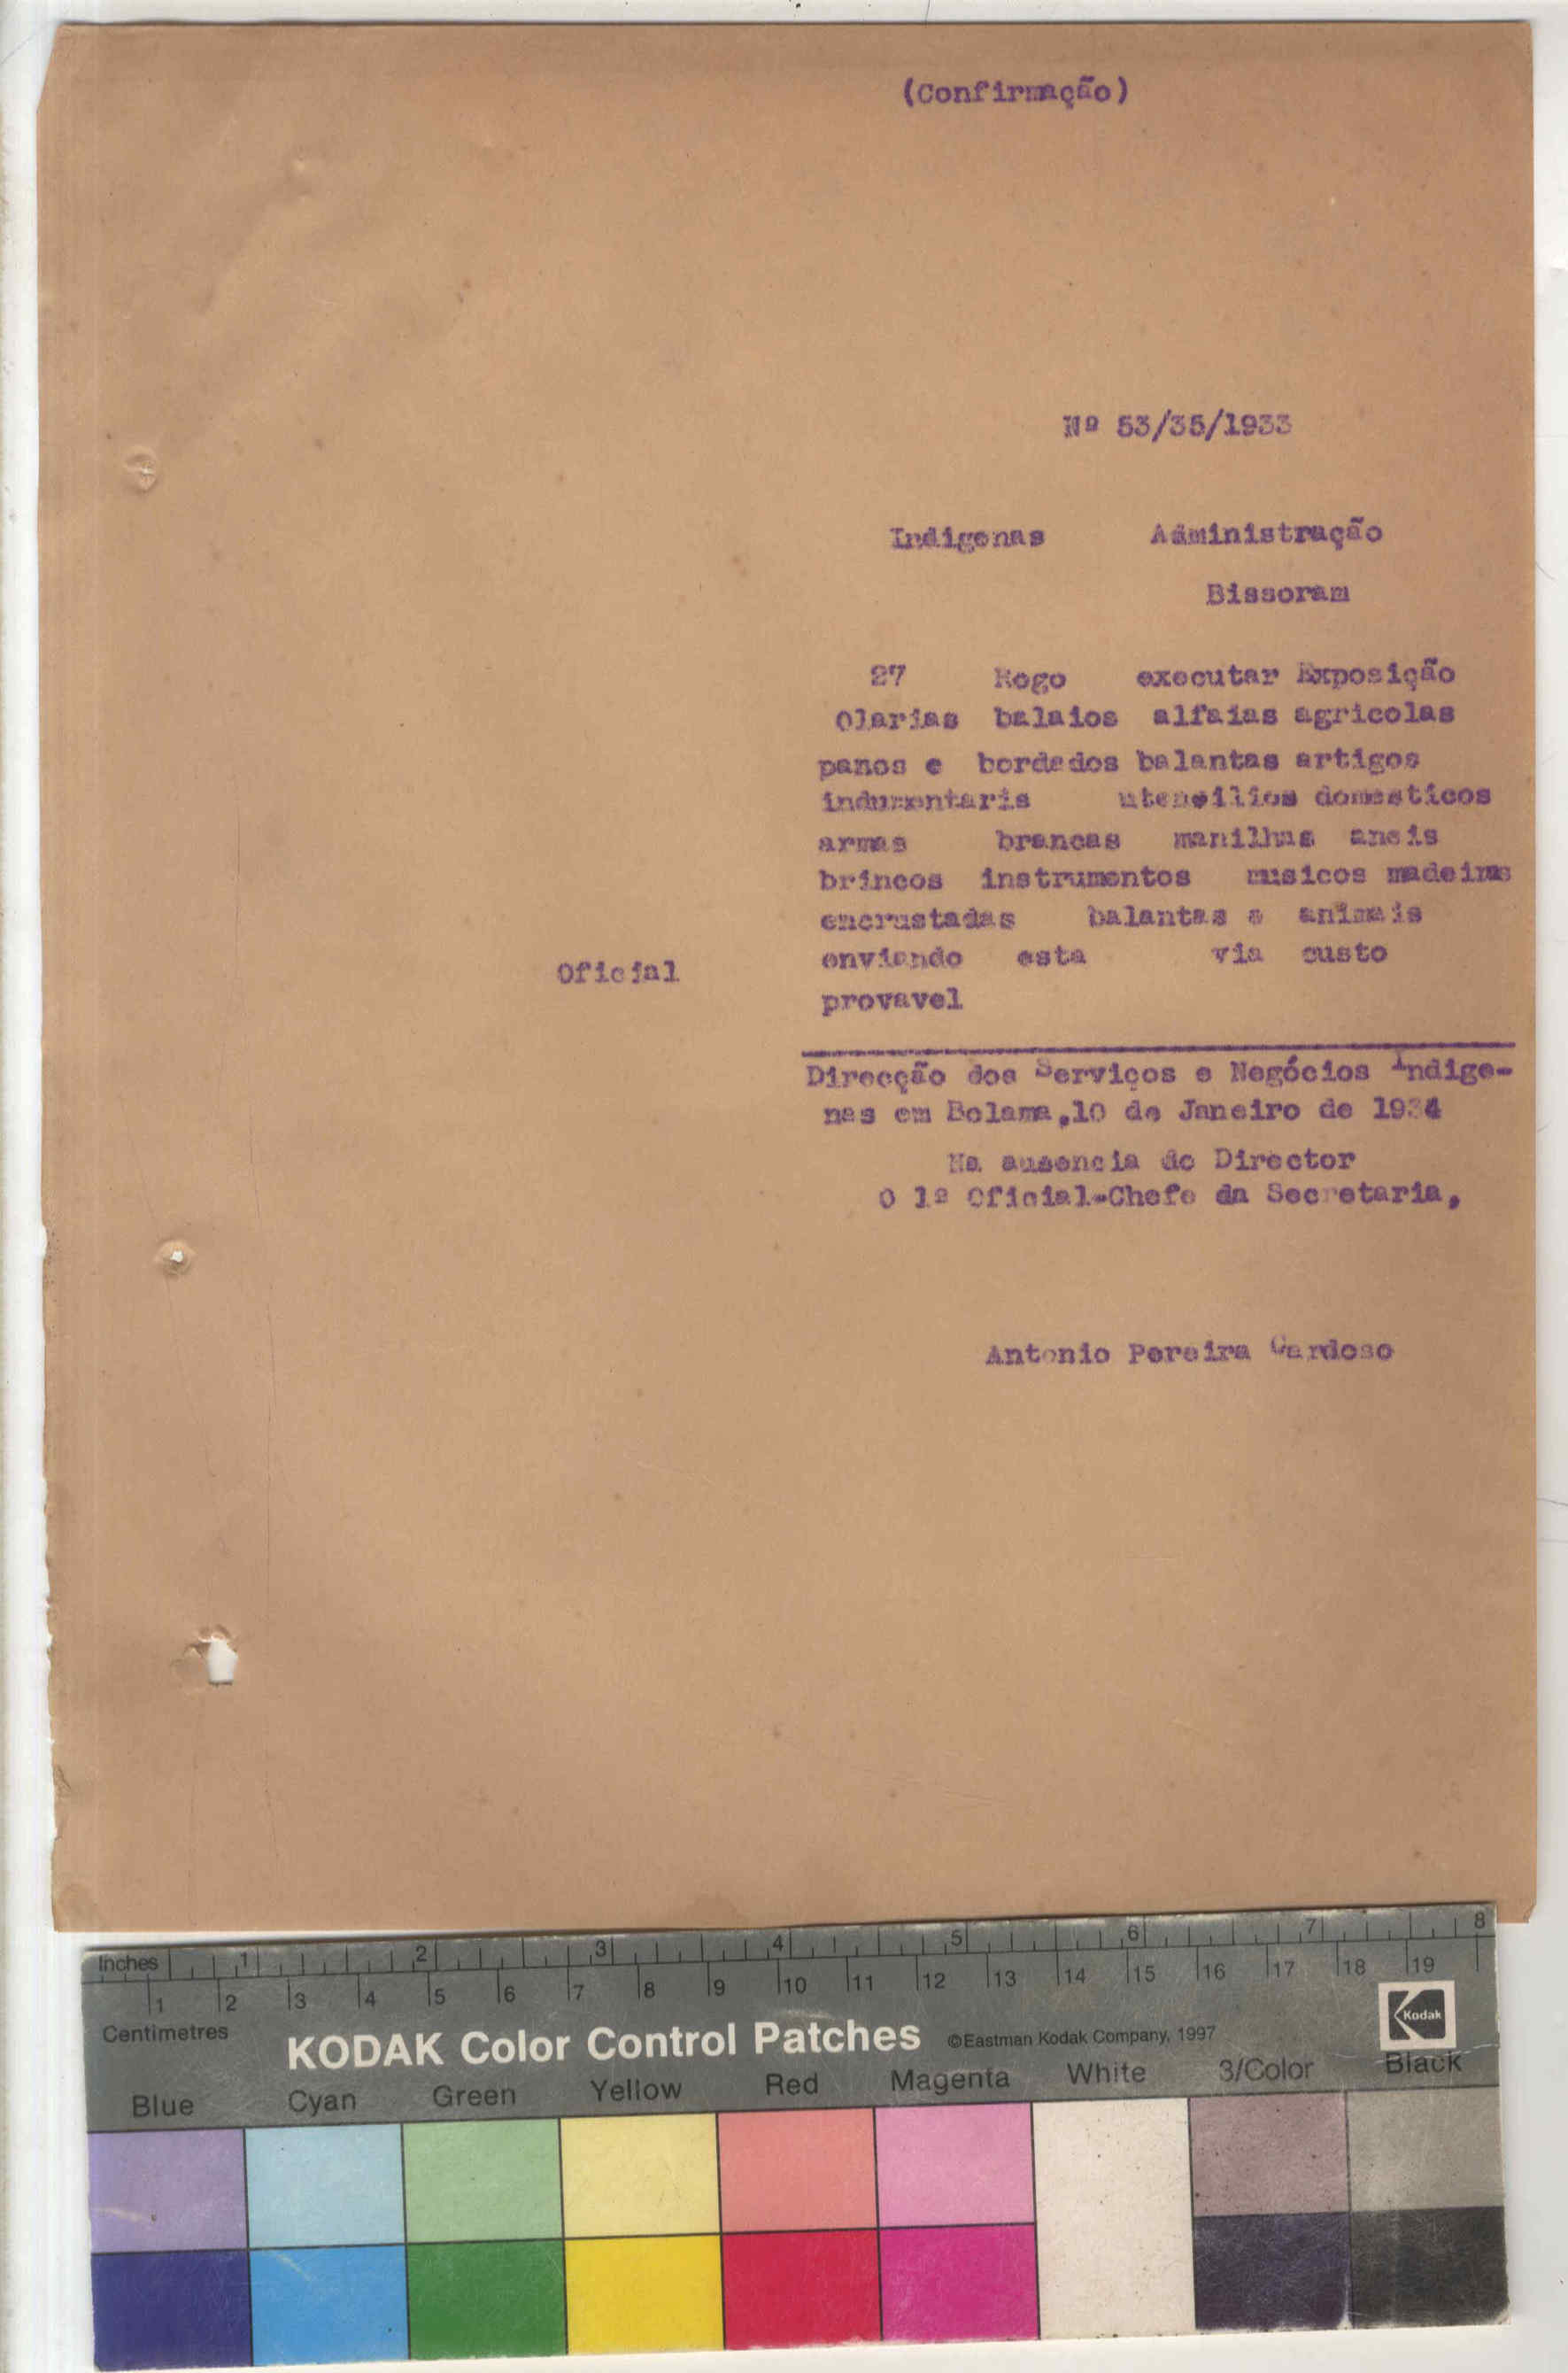 (Confirmação)
Nº 53/35/1933
Indigenas Administração
Bissoram
27 Rogo executar Exposição
Olarias balaios alfaias agricolas
panos e bordados balantas artigos
indumentaris utensilios domesticos
armas brancas manilhas aneis
brincos instrumentos musicos madeiras
encrustadas balantas e animais
enviando esta via custo
Oficial
provavel
Direcção dos Serviços e Negócios Indige-
nas em Bolama,10 de Janeiro de 1934
Na ausencia do Director
O 1º Oficial-Chefe da Secretaria,
Antonio Pereira Cardoso
Inches 1 2 3 4 5 6 7 8
1 2 3 4 5 6 7 8 9 10 11 12 13 14 15 16 17 18 19
Centimetres
KODAK Color Control Patches ©Eastman Kodak Company, 1997 Kodak
Blue Cyan Green Yellow Red Magenta White 3/Color Black